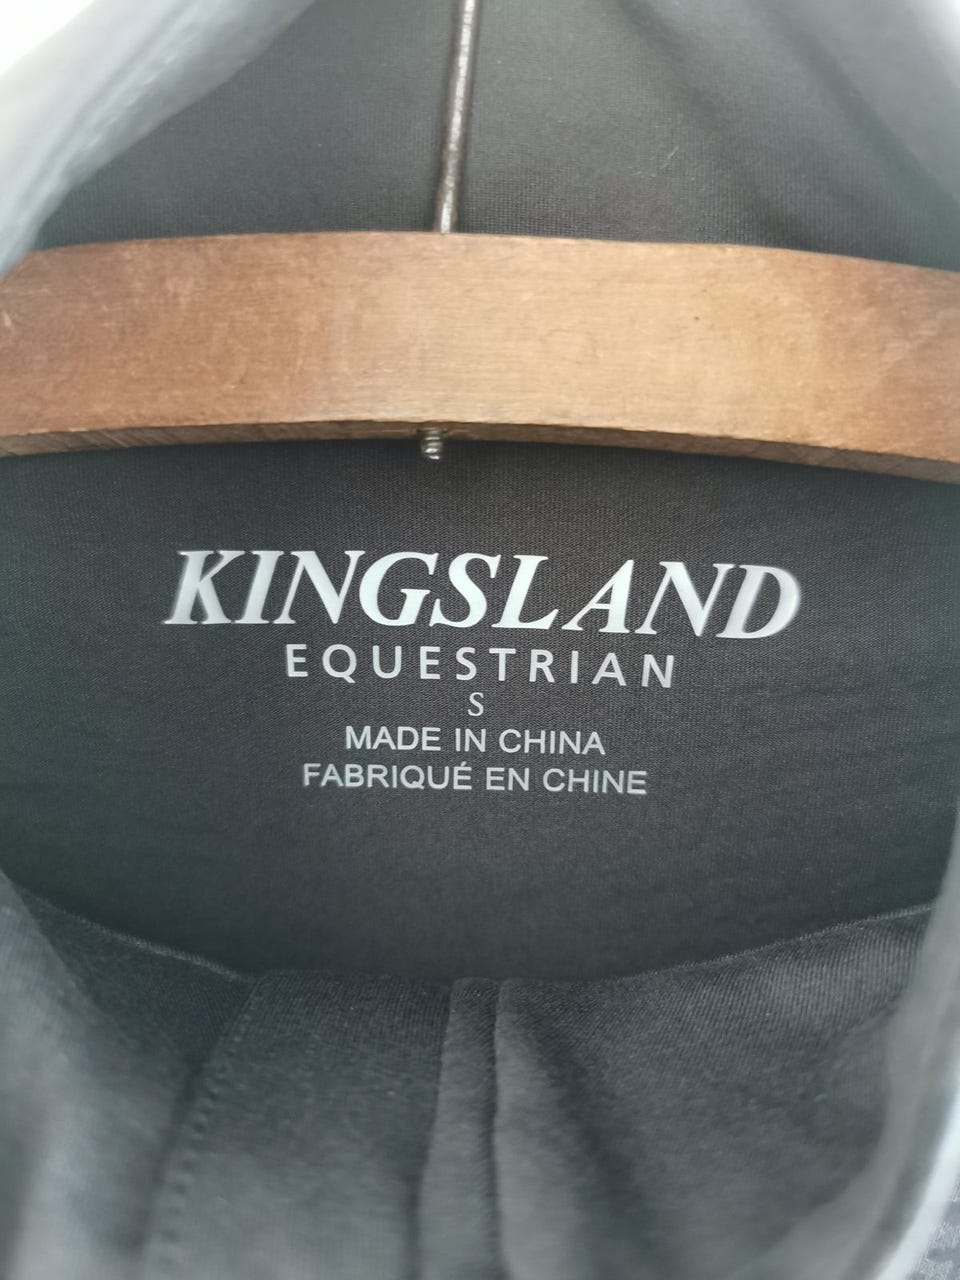 KINGSLAND
EQUESTRIAN
S
MADE IN CHINA
FABRIQUÉ EN CHINE